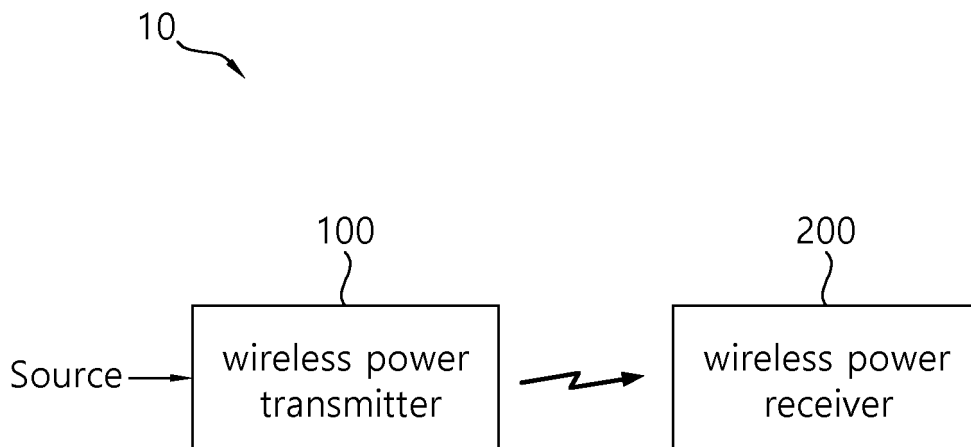 10
100
200
Source
wireless power
transmitter
wireless power
receiver